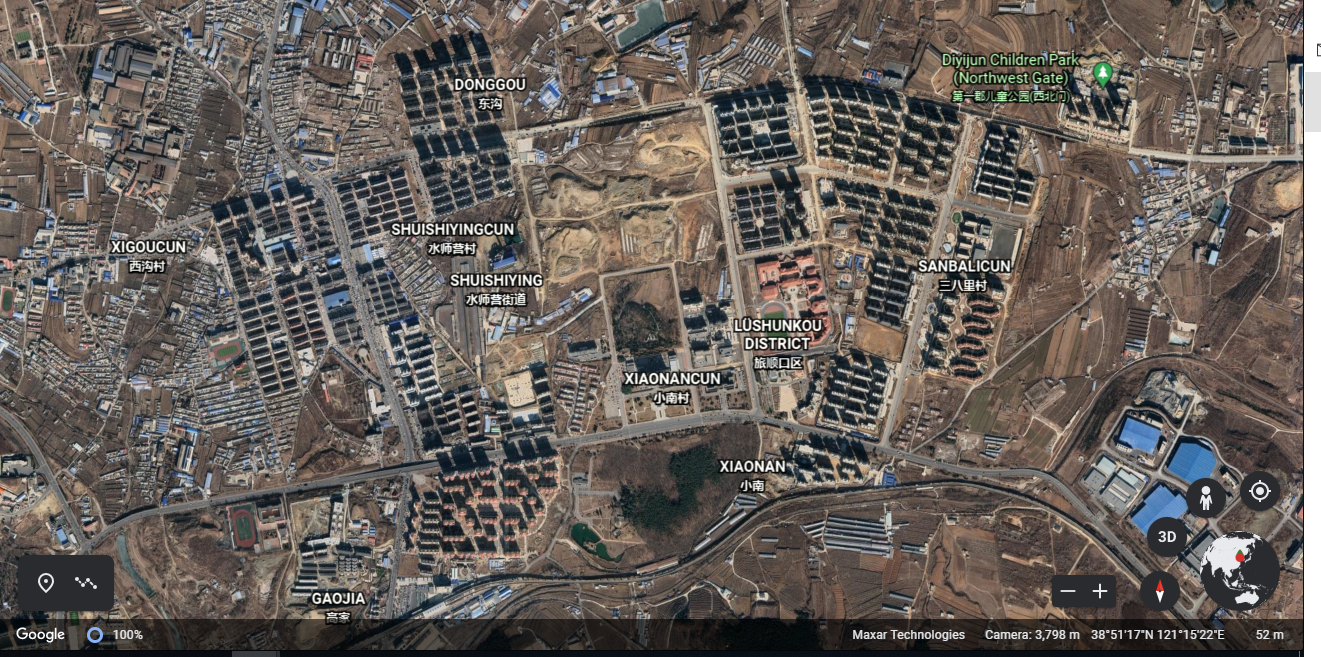 Diyijun Children Park
(Northwest Gate)
第一郡儿童公园(西北门)
DONGGOU
东沟
SHUISHIYINGCUN
水师营村
XIGOUCUN
西沟村
SHUISHIYING
水师营街道
SANBALICUN
三八里村
LÜSHUNKOU
DISTRICT
旅顺口区
XIAONANCUN
小南村
XIAONAN
小南
3D
GAOJIA
高家
Google
100%
Maxar Technologies
Camera: 3,798 m
38°51'17"N 121°15'22"E
52 m